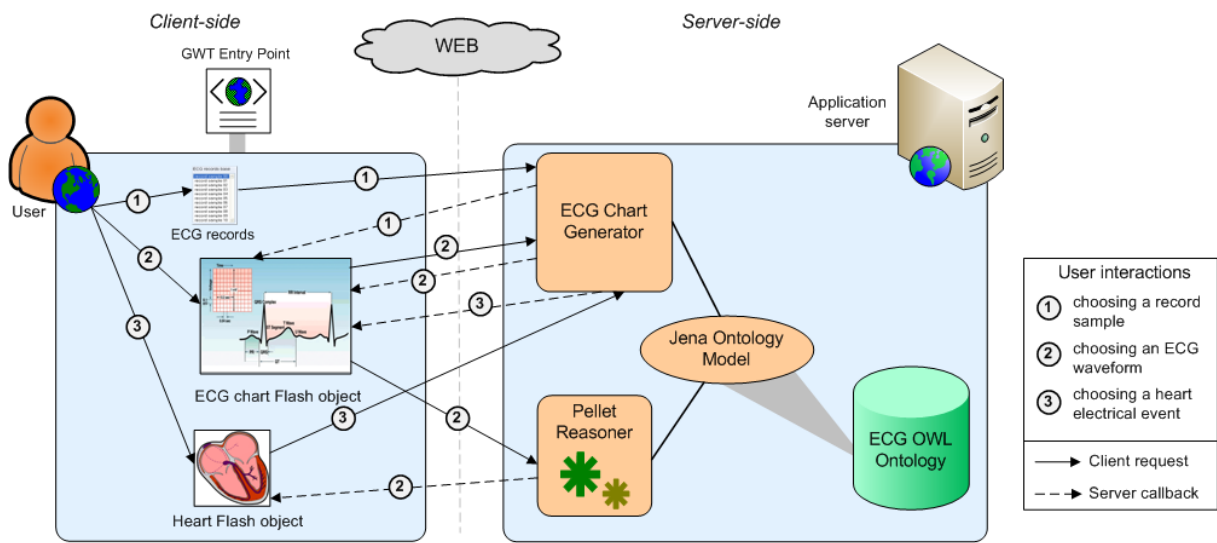 Client-side
Server-side
GWT Entry Point
WEB
Application
server
User
ECG records
1
1
1
2
2
2
3
3
3
2
2
ECG Chart
Generator
Jena Ontology
Model
Pellet
Reasoner
ECG OWL
Ontology
ECG chart Flash object
Heart Flash object
User interactions
1 choosing a record
sample
2 choosing an ECG
waveform
3 choosing a heart
electrical event
Client request
Server callback